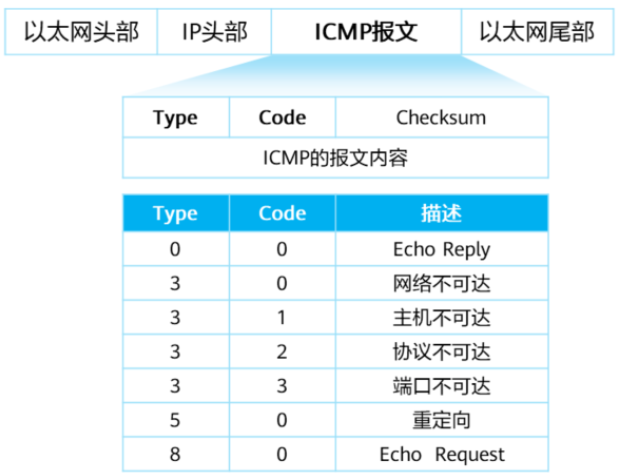 以太网头部 IP头部 ICMP报文 以太网尾部
Type Code Checksum
ICMP的报文内容
Type Code 描述
0 0 Echo Reply
3 0 网络不可达
3 1 主机不可达
3 2 协议不可达
3 3 端口不可达
5 0 重定向
8 0 Echo Request